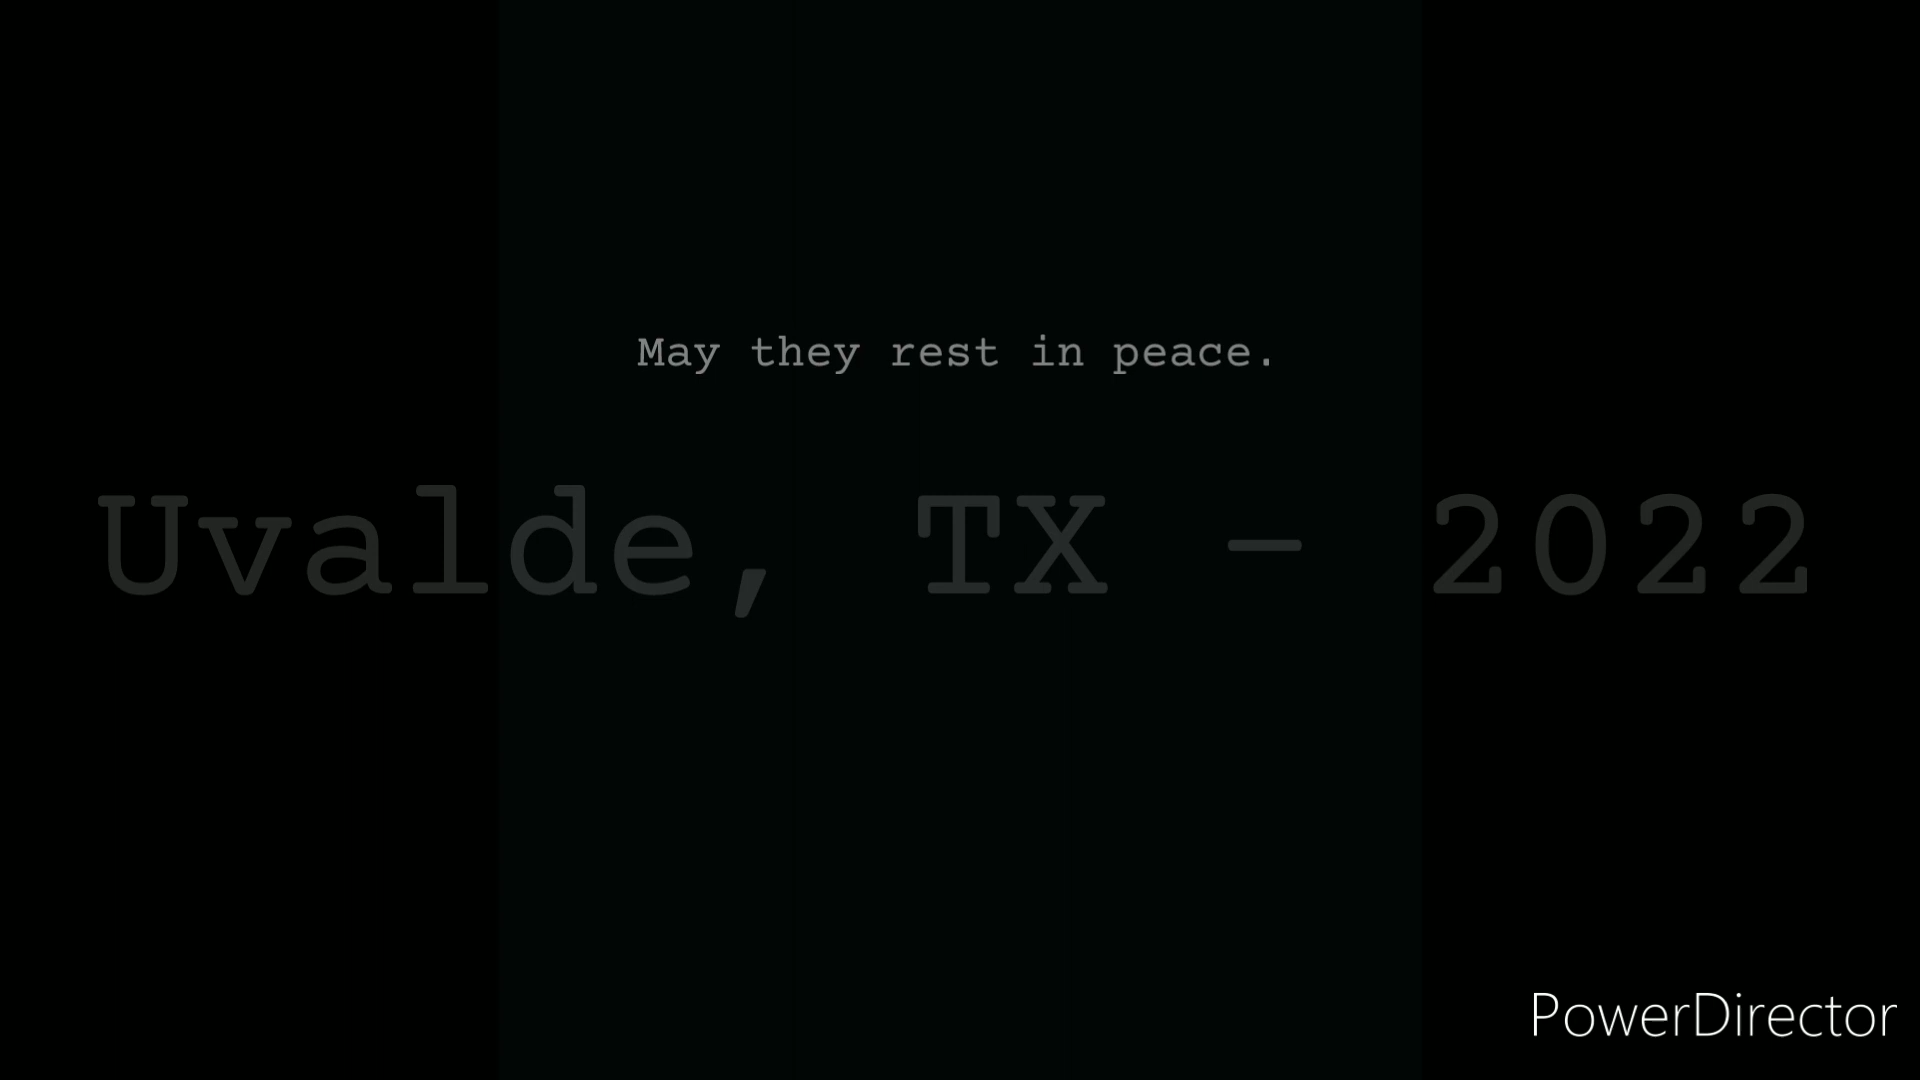 May they rest in peace.
Uvalde, TX - 2022
PowerDirector